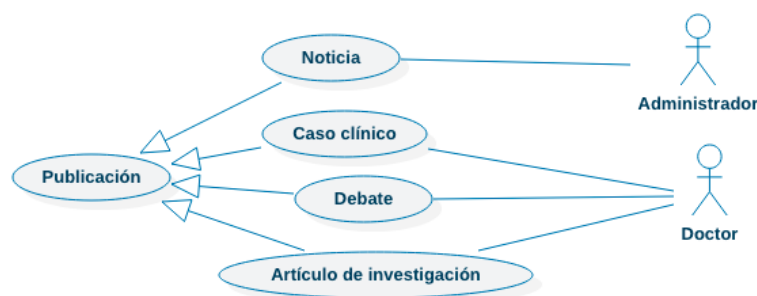 Noticia
Administrador
Caso clínico
Publicación
Debate
Doctor
Artículo de investigación